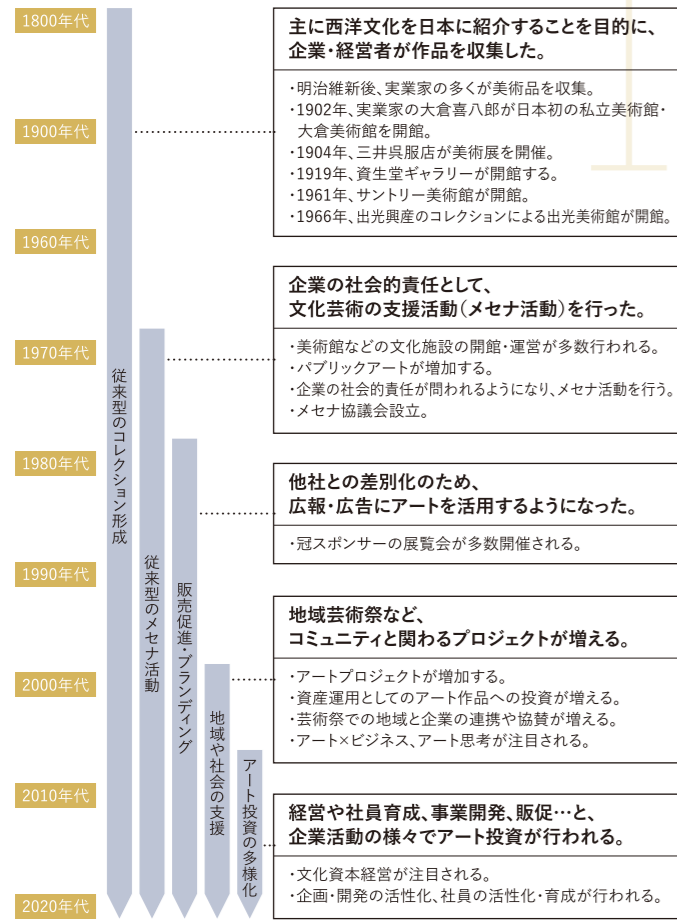 1800年代
1900年代
1960年代
1970年代
1980年代
1990年代
2000年代
2010年代
2020年代
従来型のコレクション形成
従来型のメセナ活動
販売促進・ブランディング
地域や社会の支援
アート投資の多様化
主に西洋文化を日本に紹介することを目的に、
企業・経営者が作品を収集した。
・明治維新後、実業家の多くが美術品を収集。
・1902年、実業家の大倉喜八郎が日本初の私立美術館・
大倉美術館を開館。
・1904年、三井呉服店が美術展を開催。
・1919年、資生堂ギャラリーが開館する。
・1961年、サントリー美術館が開館。
・1966年、出光興産のコレクションによる出光美術館が開館。
企業の社会的責任として、
文化芸術の支援活動(メセナ活動)を行った。
・美術館などの文化施設の開館・運営が多数行われる。
・パブリックアートが増加する。
・企業の社会的責任が問われるようになり、メセナ活動を行う。
・メセナ協議会設立。
他社との差別化のため、
広報・広告にアートを活用するようになった。
・冠スポンサーの展覧会が多数開催される。
地域芸術祭など、
コミュニティと関わるプロジェクトが増える。
・アートプロジェクトが増加する。
・資産運用としてのアート作品への投資が増える。
・芸術祭での地域と企業の連携や協賛が増える。
・アート×ビジネス、アート思考が注目される。
経営や社員育成、事業開発、販促…と、
企業活動の様々でアート投資が行われる。
・文化資本経営が注目される。
・企画・開発の活性化、社員の活性化・育成が行われる。